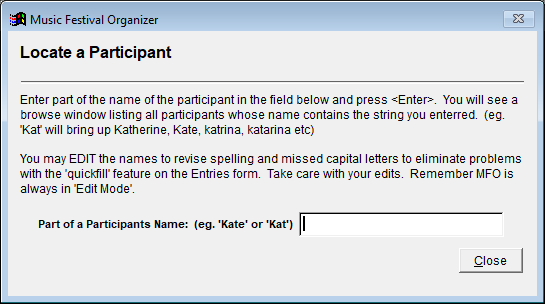 Music Festival Organizer
Locate a Participant
Enter part of the name of the participant in the field below and press <Enter>.  You will see a
browse window listing all participants whose name contains the string you enterred.  (eg.
'Kat' will bring up Katherine, Kate, katrina, katarina etc)
You may EDIT the names to revise spelling and missed capital letters to eliminate problems
with the 'quickfill' feature on the Entries form.  Take care with your edits.  Remember MFO is
always in 'Edit Mode'.
Part of a Participants Name:  (eg. 'Kate' or 'Kat')
Close